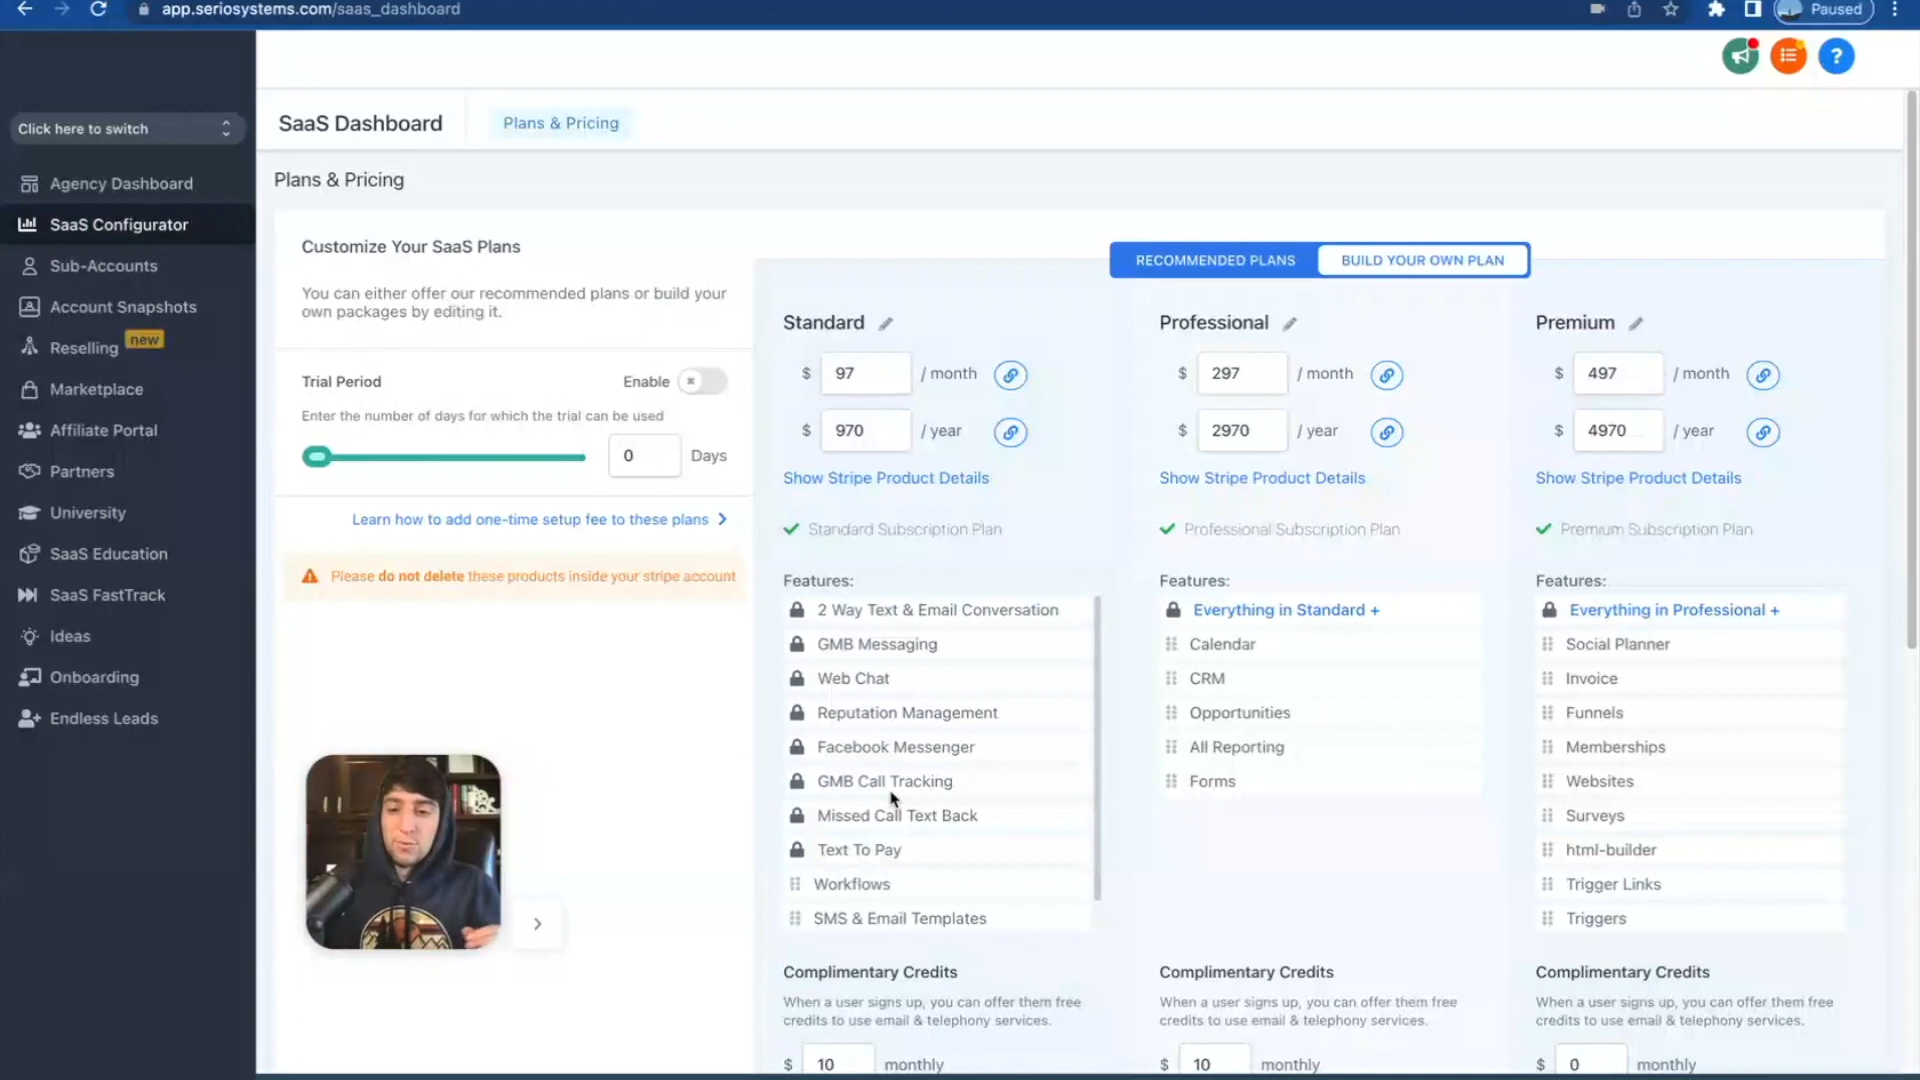 app.seriosystems.com/saas_dashboard
Paused
?
Click here to switch
Agency Dashboard
SaaS Configurator
Sub-Accounts
Account Snapshots
Reselling new
Marketplace
Affiliate Portal
Partners
University
SaaS Education
SaaS FastTrack
Ideas
Onboarding
Endless Leads
SaaS Dashboard
Plans & Pricing
Plans & Pricing
Customize Your SaaS Plans
You can either offer our recommended plans or build your
own packages by editing it.
Trial Period
Enable
Enter the number of days for which the trial can be used
0 Days
Learn how to add one-time setup fee to these plans
Please do not delete these products inside your stripe account
RECOMMENDED PLANS
BUILD YOUR OWN PLAN
Standard
$ 97 / month
$ 970 / year
Show Stripe Product Details
Standard Subscription Plan
Features:
2 Way Text & Email Conversation
GMB Messaging
Web Chat
Reputation Management
Facebook Messenger
GMB Call Tracking
Missed Call Text Back
Text To Pay
Workflows
SMS & Email Templates
Complimentary Credits
When a user signs up, you can offer them free
credits to use email & telephony services.
$ 10 monthly
Professional
$ 297 / month
$ 2970 / year
Show Stripe Product Details
Professional Subscription Plan
Features:
Everything in Standard +
Calendar
CRM
Opportunities
All Reporting
Forms
Complimentary Credits
When a user signs up, you can offer them free
credits to use email & telephony services.
$ 10 monthly
Premium
$ 497 / month
$ 4970 / year
Show Stripe Product Details
Premium Subscription Plan
Features:
Everything in Professional +
Social Planner
Invoice
Funnels
Memberships
Websites
Surveys
html-builder
Trigger Links
Triggers
Complimentary Credits
When a user signs up, you can offer them free
credits to use email & telephony services.
$ 0 monthly